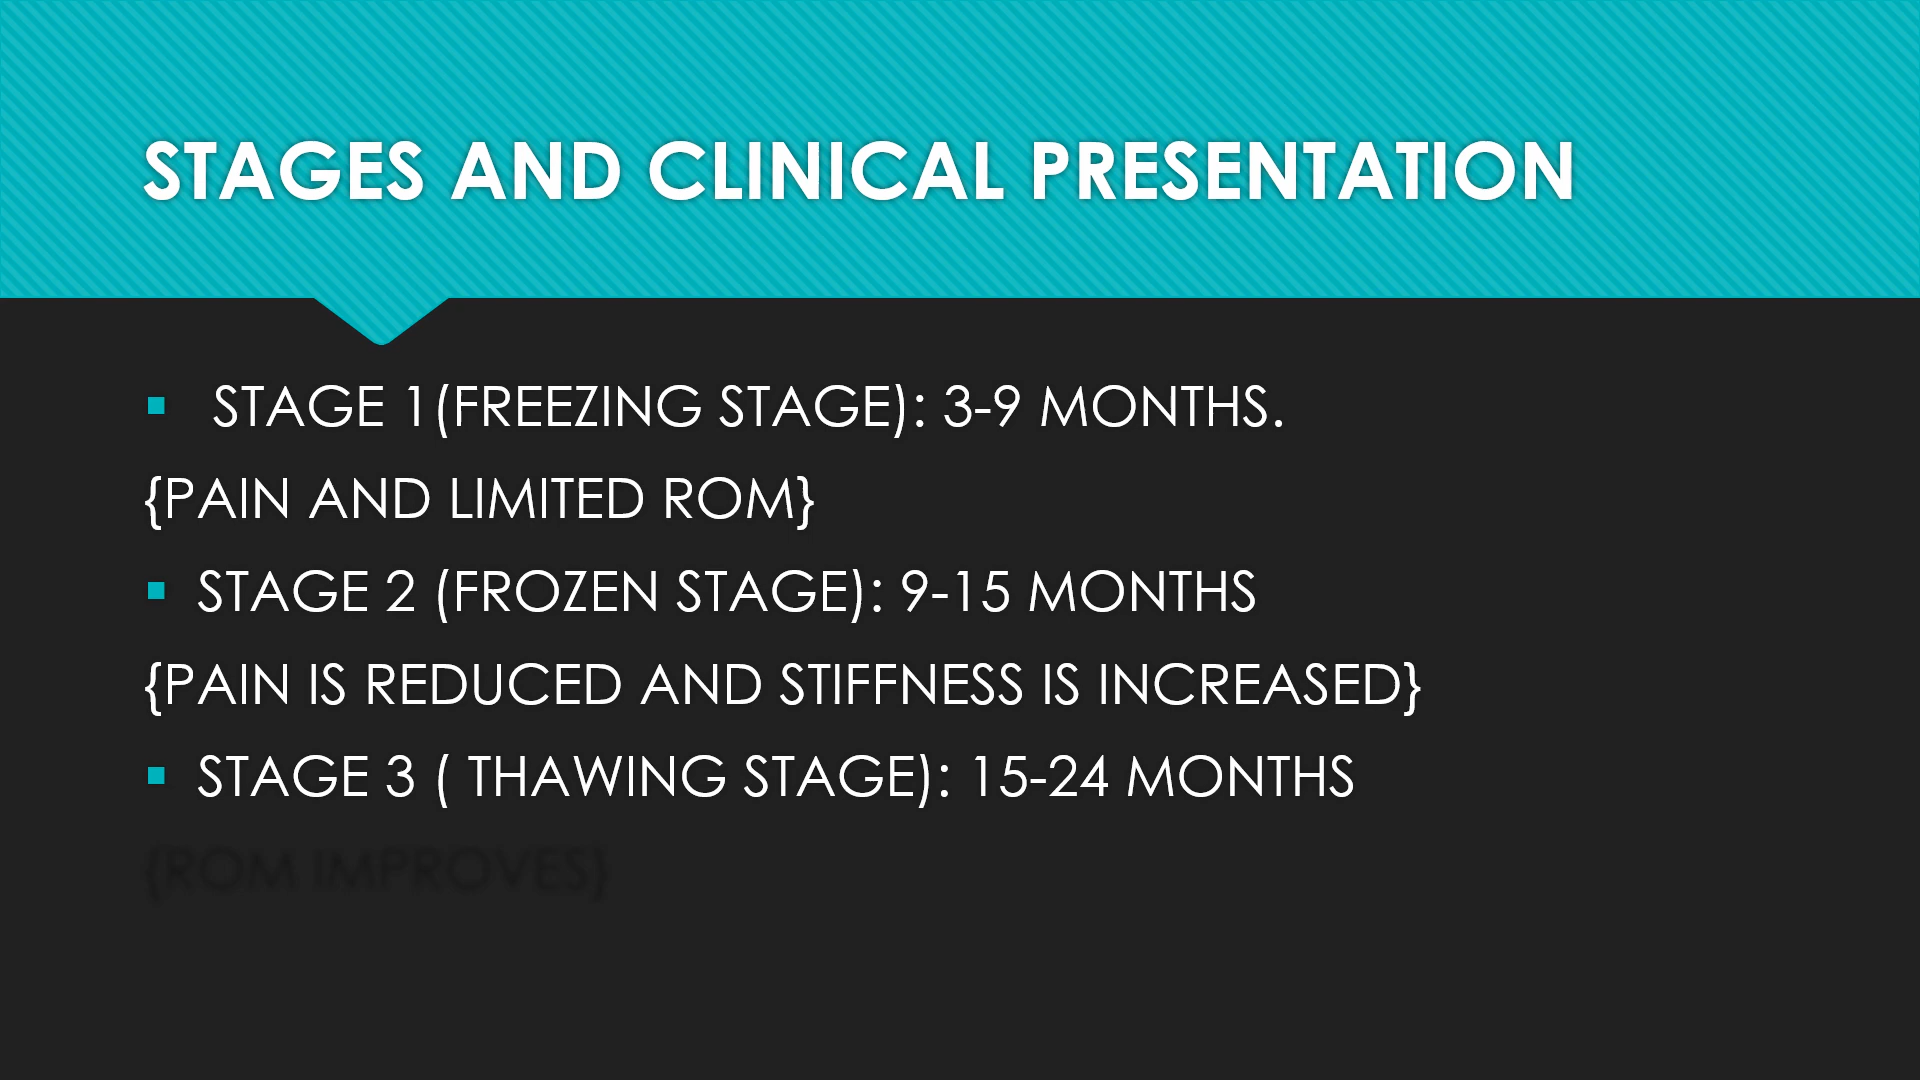 STAGES AND CLINICAL PRESENTATION
STAGE 1(FREEZING STAGE): 3-9 MONTHS.
{PAIN AND LIMITED ROM}
STAGE 2 (FROZEN STAGE): 9-15 MONTHS
{PAIN IS REDUCED AND STIFFNESS IS INCREASED}
STAGE 3 ( THAWING STAGE): 15-24 MONTHS
{ROM IMPROVES}